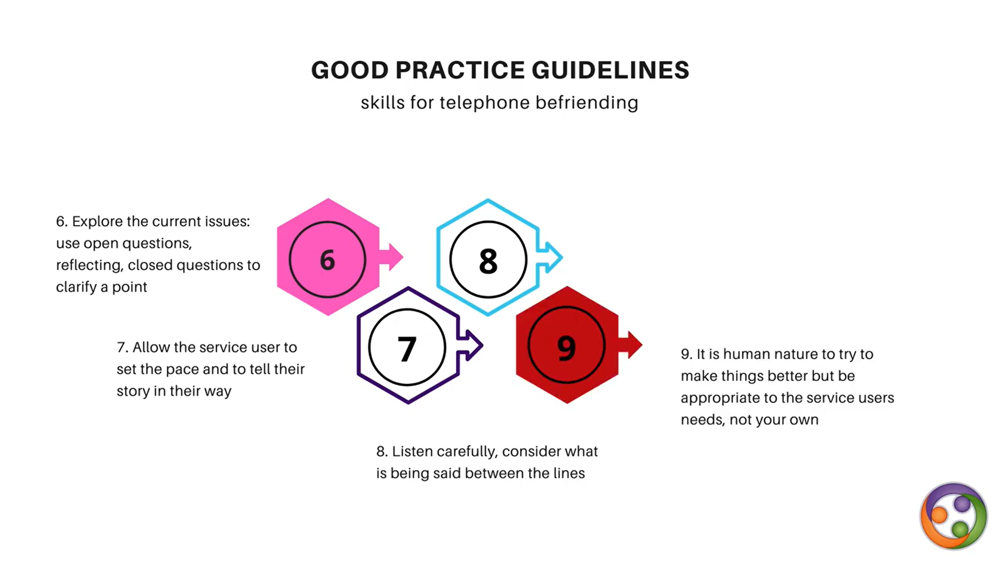 GOOD PRACTICE GUIDELINES
skills for telephone befriending
6. Explore the current issues:
use open questions,
reflecting, closed questions to
clarify a point
6
8
7. Allow the service user to
set the pace and to tell their
story in their way
7
9
9. It is human nature to try to
make things better but be
appropriate to the service users
needs, not your own
8. Listen carefully, consider what
is being said between the lines